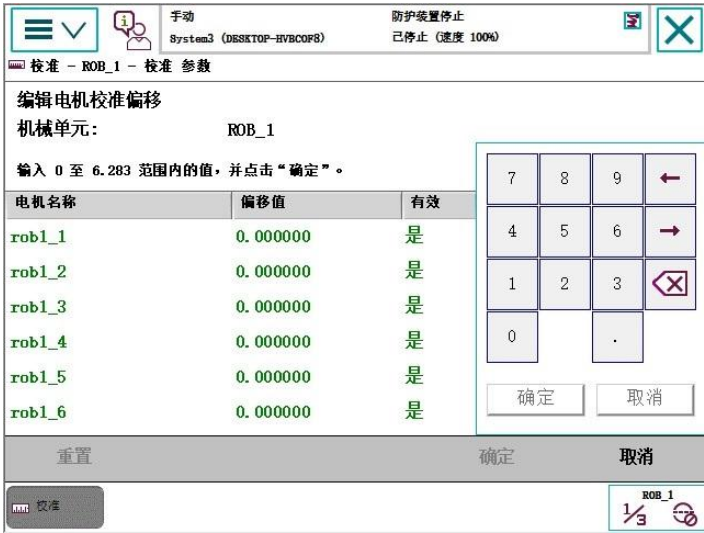 手动 防护装置停止
System3 (DESKTOP-HVBCOF8) 已停止 (速度 100%)
校准 - ROB_1 - 校准 参数
编辑电机校准偏移
机械单元: ROB_1
输入 0 至 6.283 范围内的值，并点击“确定”。
电机名称 偏移值 有效
rob1_1 0.000000 是
rob1_2 0.000000 是
rob1_3 0.000000 是
rob1_4 0.000000 是
rob1_5 0.000000 是
rob1_6 0.000000 是
7 8 9
4 5 6
1 2 3
0 .
确定 取消
重置 确定 取消
校准
ROB_1
1/3